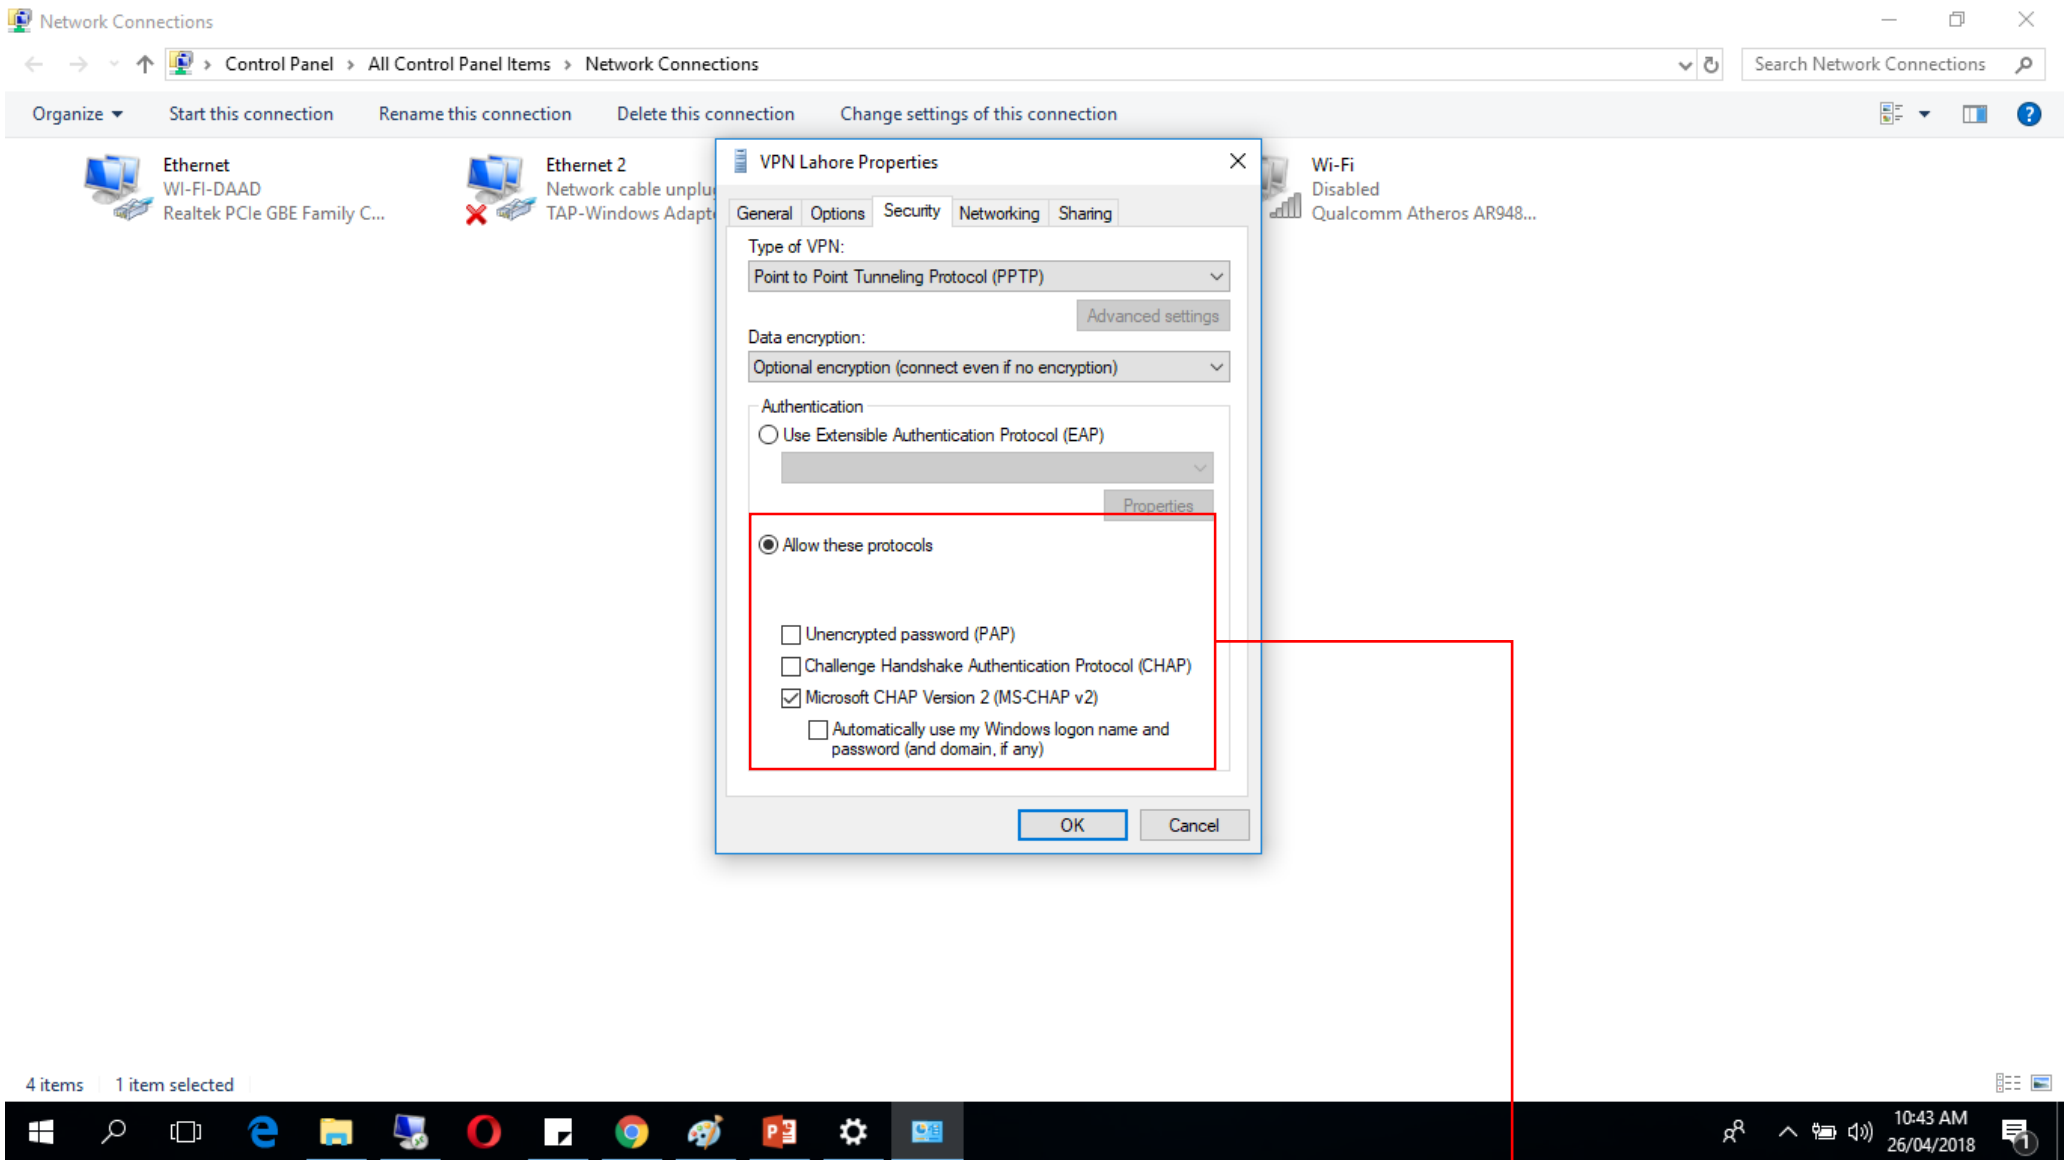 Network Connections
Control Panel > All Control Panel Items > Network Connections
Search Network Connections
Organize
Start this connection
Rename this connection
Delete this connection
Change settings of this connection
Ethernet
WI-FI-DAAD
Realtek PCIe GBE Family C...
Ethernet 2
Network cable unplu
TAP-Windows Adapt
Wi-Fi
Disabled
Qualcomm Atheros AR948...
VPN Lahore Properties
General
Options
Security
Networking
Sharing
Type of VPN:
Point to Point Tunneling Protocol (PPTP)
Advanced settings
Data encryption:
Optional encryption (connect even if no encryption)
Authentication
Use Extensible Authentication Protocol (EAP)
Properties
Allow these protocols
Unencrypted password (PAP)
Challenge Handshake Authentication Protocol (CHAP)
Microsoft CHAP Version 2 (MS-CHAP v2)
Automatically use my Windows logon name and
password (and domain, if any)
OK
Cancel
4 items
1 item selected
10:43 AM
26/04/2018
1